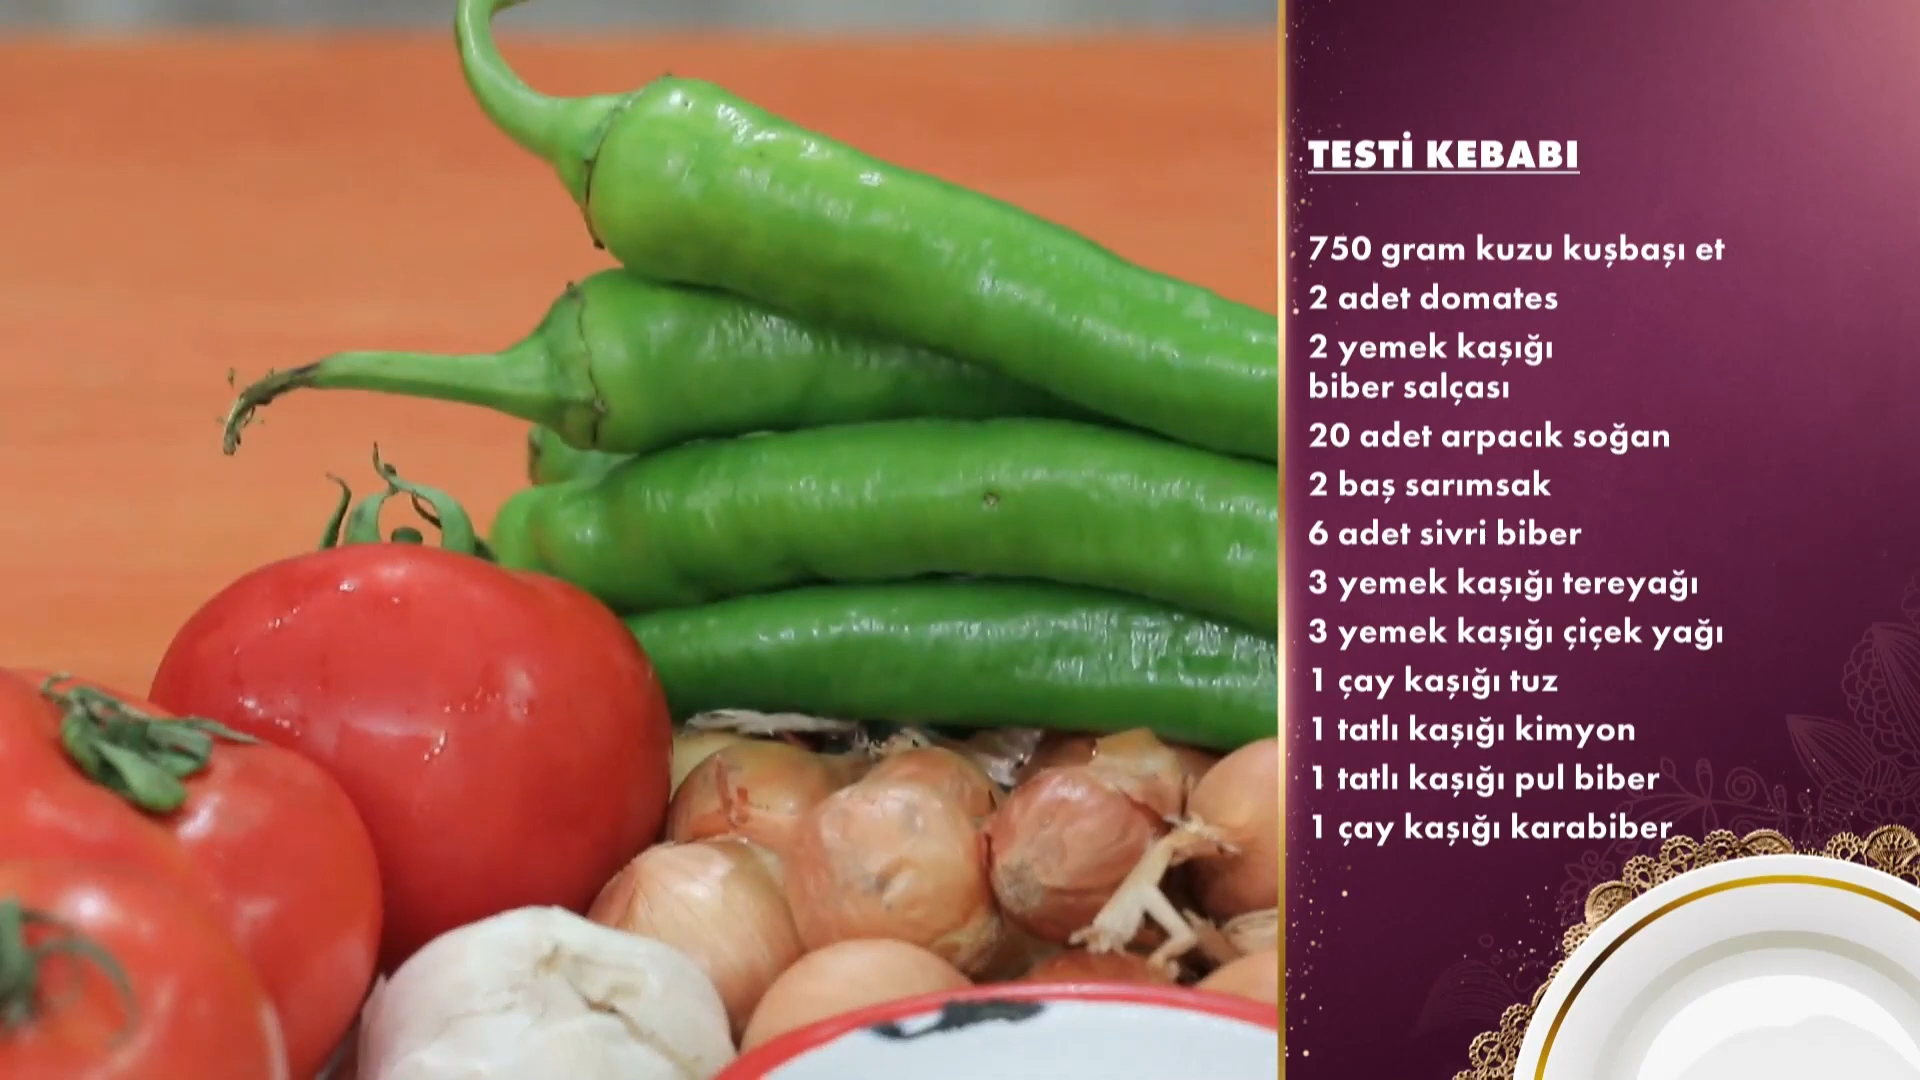 TESTİ KEBABI
750 gram kuzu kuşbaşı et
2 adet domates
2 yemek kaşığı
biber salçası
20 adet arpacık soğan
2 baş sarımsak
6 adet sivri biber
3 yemek kaşığı tereyağı
3 yemek kaşığı çiçek yağı
1 çay kaşığı tuz
1 tatlı kaşığı kimyon
1 tatlı kaşığı pul biber
1 çay kaşığı karabiber